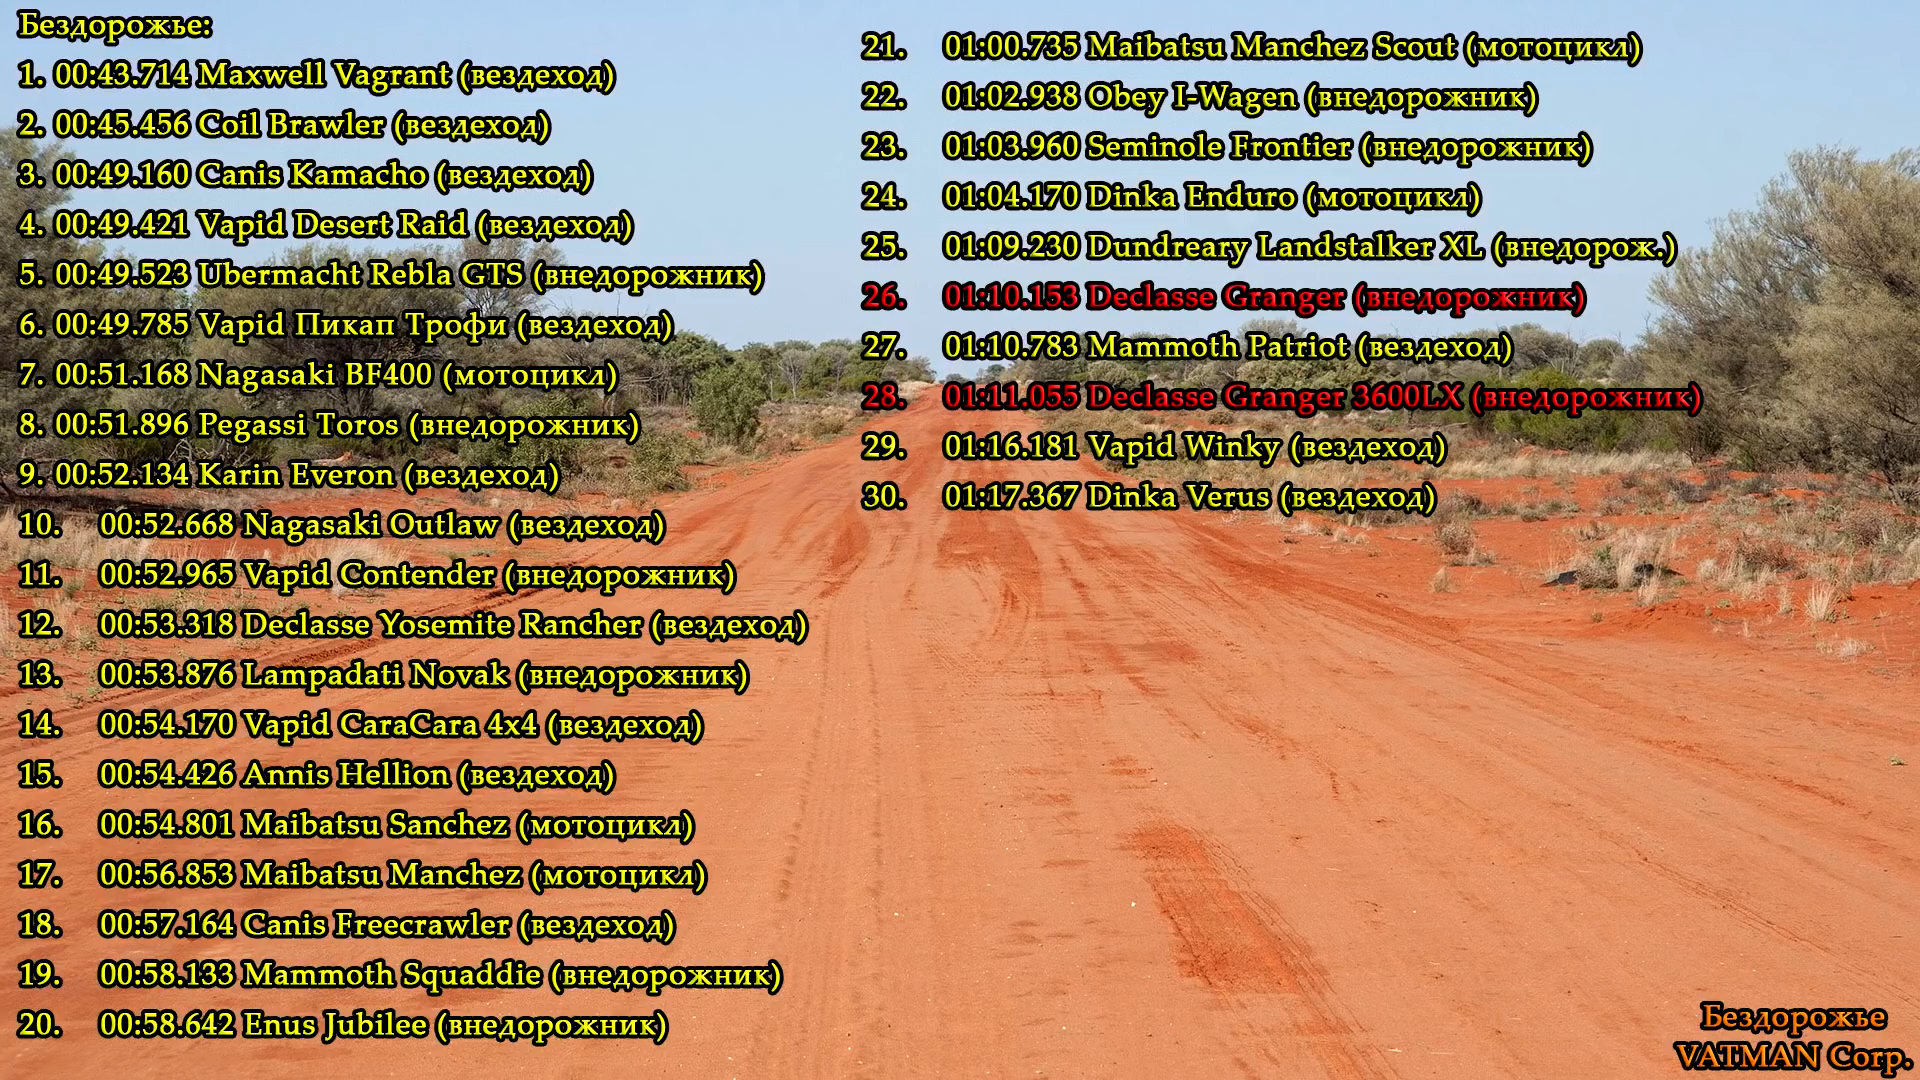 Бездорожье:
1. 00:43.714 Maxwell Vagrant (вездеход)
2. 00:45.456 Coil Brawler (вездеход)
3. 00:49.160 Canis Kamacho (вездеход)
4. 00:49.421 Vapid Desert Raid (вездеход)
5. 00:49.523 Ubermacht Rebla GTS (внедорожник)
6. 00:49.785 Vapid Пикап Трофи (вездеход)
7. 00:51.168 Nagasaki BF400 (мотоцикл)
8. 00:51.896 Pegassi Toros (внедорожник)
9. 00:52.134 Karin Everon (вездеход)
10. 00:52.668 Nagasaki Outlaw (вездеход)
11. 00:52.965 Vapid Contender (внедорожник)
12. 00:53.318 Declasse Yosemite Rancher (вездеход)
13. 00:53.876 Lampadati Novak (внедорожник)
14. 00:54.170 Vapid CaraCara 4x4 (вездеход)
15. 00:54.426 Annis Hellion (вездеход)
16. 00:54.801 Maibatsu Sanchez (мотоцикл)
17. 00:56.853 Maibatsu Manchez (мотоцикл)
18. 00:57.164 Canis Freecrawler (вездеход)
19. 00:58.133 Mammoth Squaddie (внедорожник)
20. 00:58.642 Enus Jubilee (внедорожник)
21. 01:00.735 Maibatsu Manchez Scout (мотоцикл)
22. 01:02.938 Obey I-Wagen (внедорожник)
23. 01:03.960 Seminole Frontier (внедорожник)
24. 01:04.170 Dinka Enduro (мотоцикл)
25. 01:09.230 Dundreary Landstalker XL (внедорож.)
26. 01:10.153 Declasse Granger (внедорожник)
27. 01:10.783 Mammoth Patriot (вездеход)
28. 01:11.055 Declasse Granger 3600LX (внедорожник)
29. 01:16.181 Vapid Winky (вездеход)
30. 01:17.367 Dinka Verus (вездеход)
Бездорожье
VATMAN Corp.